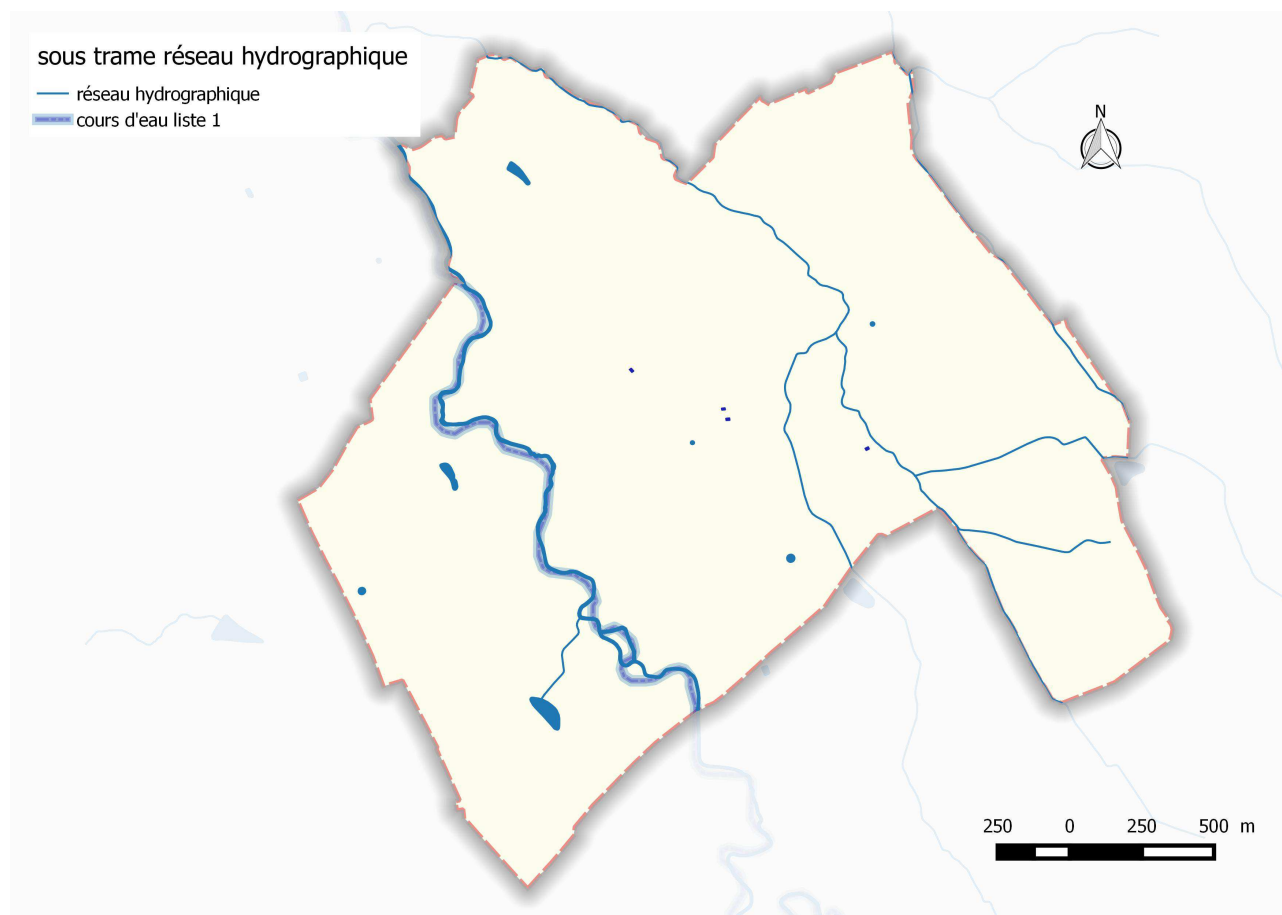 sous trame réseau hydrographique
réseau hydrographique
cours d'eau liste 1
N
250 0 250 500 m